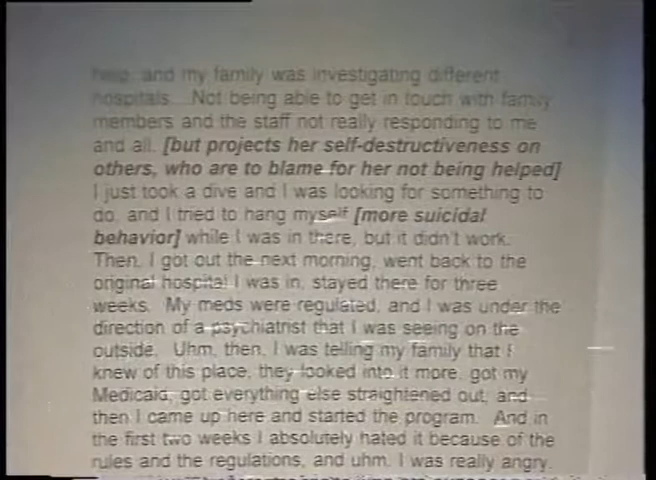 help, and my family was investigating different
hospitals. Not being able to get in touch with family
members and the staff not really responding to me
and all. [but projects her self-destructiveness on
others, who are to blame for her not being helped]
I just took a dive and I was looking for something to
do, and I tried to hang myself [more suicidal
behavior] while I was in there, but it didn't work.
Then, I got out the next morning, went back to the
original hospital I was in, stayed there for three
weeks. My meds were regulated, and I was under the
direction of a psychiatrist that I was seeing on the
outside. Uhm, then, I was telling my family that I
knew of this place, they looked into it more, got my
Medicaid, got everything else straightened out, and
then I came up here and started the program. And in
the first two weeks I absolutely hated it because of the
rules and the regulations, and uhm, I was really angry.